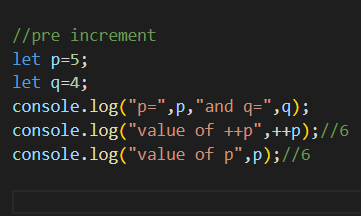 //pre increment
let p=5;
let q=4;
console.log("p=",p,"and q=",q);
console.log("value of ++p",++p);//6
console.log("value of p",p);//6